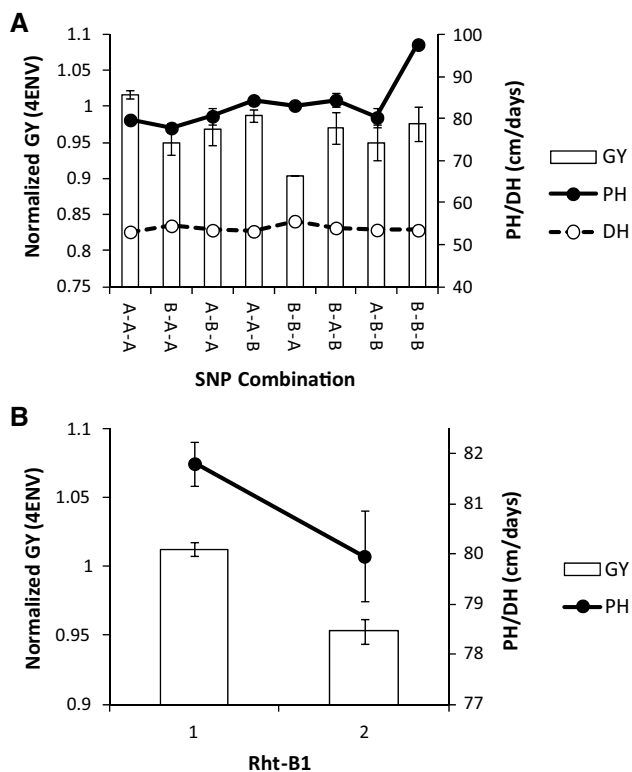 A
Normalized GY (4ENV)
1.1
1.05
1
0.95
0.9
0.85
0.8
0.75
100
90
80
70
60
50
40
PH/DH (cm/days)
GY
PH
DH
A-A-A
B-A-A
A-B-A
A-A-B
B-B-A
B-A-B
A-B-B
B-B-B
SNP Combination
B
Normalized GY (4ENV)
1.1
1.05
1
0.95
0.9
82
81
80
79
78
77
PH/DH (cm/days)
GY
PH
1
2
Rht-B1